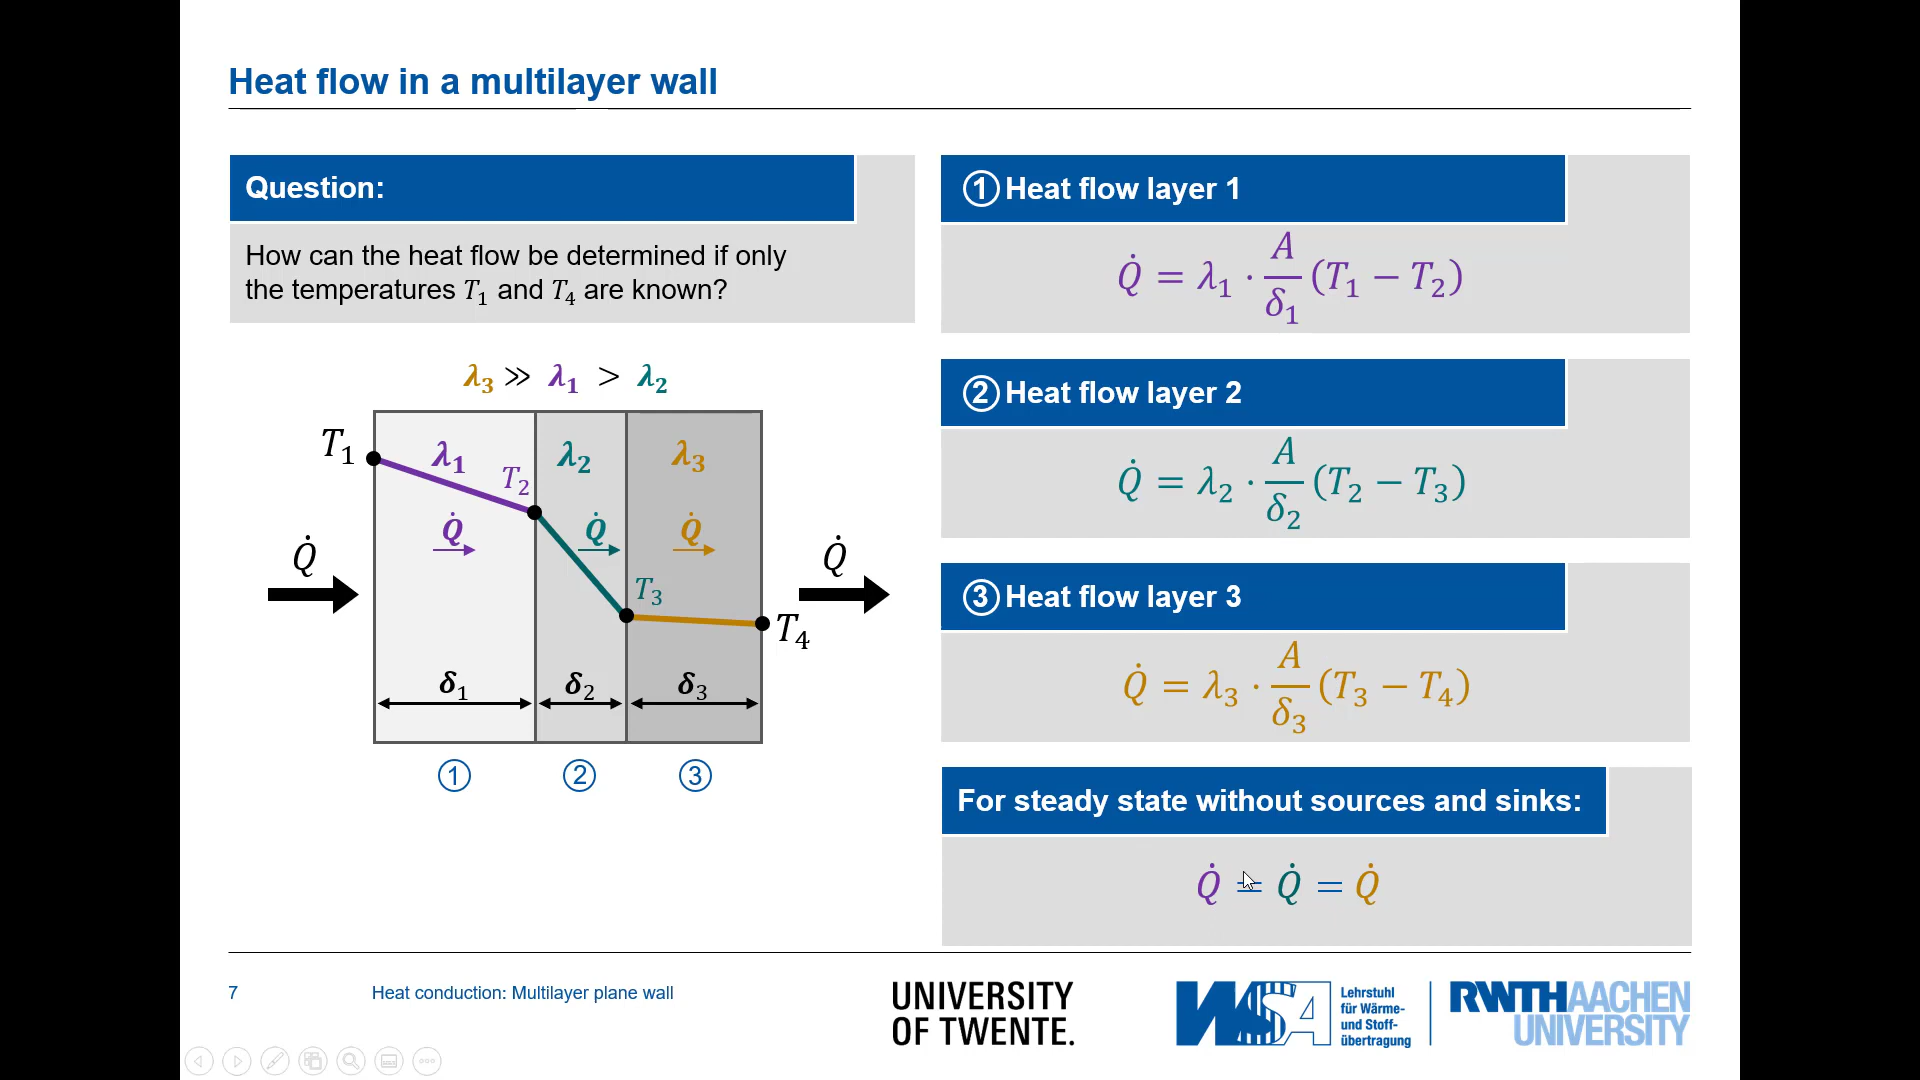 Heat flow in a multilayer wall
Question:
How can the heat flow be determined if only
the temperatures T₁ and T₄ are known?
λ₃ ≫ λ₁ > λ₂
T₁
λ₁
T₂
λ₂
λ₃
Q̇
Q̇
Q̇
Q̇
Q̇
T₃
T₄
δ₁
δ₂
δ₃
① ② ③
① Heat flow layer 1
Q̇ = λ₁ · A/δ₁ (T₁ − T₂)
② Heat flow layer 2
Q̇ = λ₂ · A/δ₂ (T₂ − T₃)
③ Heat flow layer 3
Q̇ = λ₃ · A/δ₃ (T₃ − T₄)
For steady state without sources and sinks:
Q̇ = Q̇ = Q̇
7
Heat conduction: Multilayer plane wall
UNIVERSITY
OF TWENTE.
WSA
Lehrstuhl
für Wärme-
und Stoff-
übertragung
RWTHAACHEN
UNIVERSITY